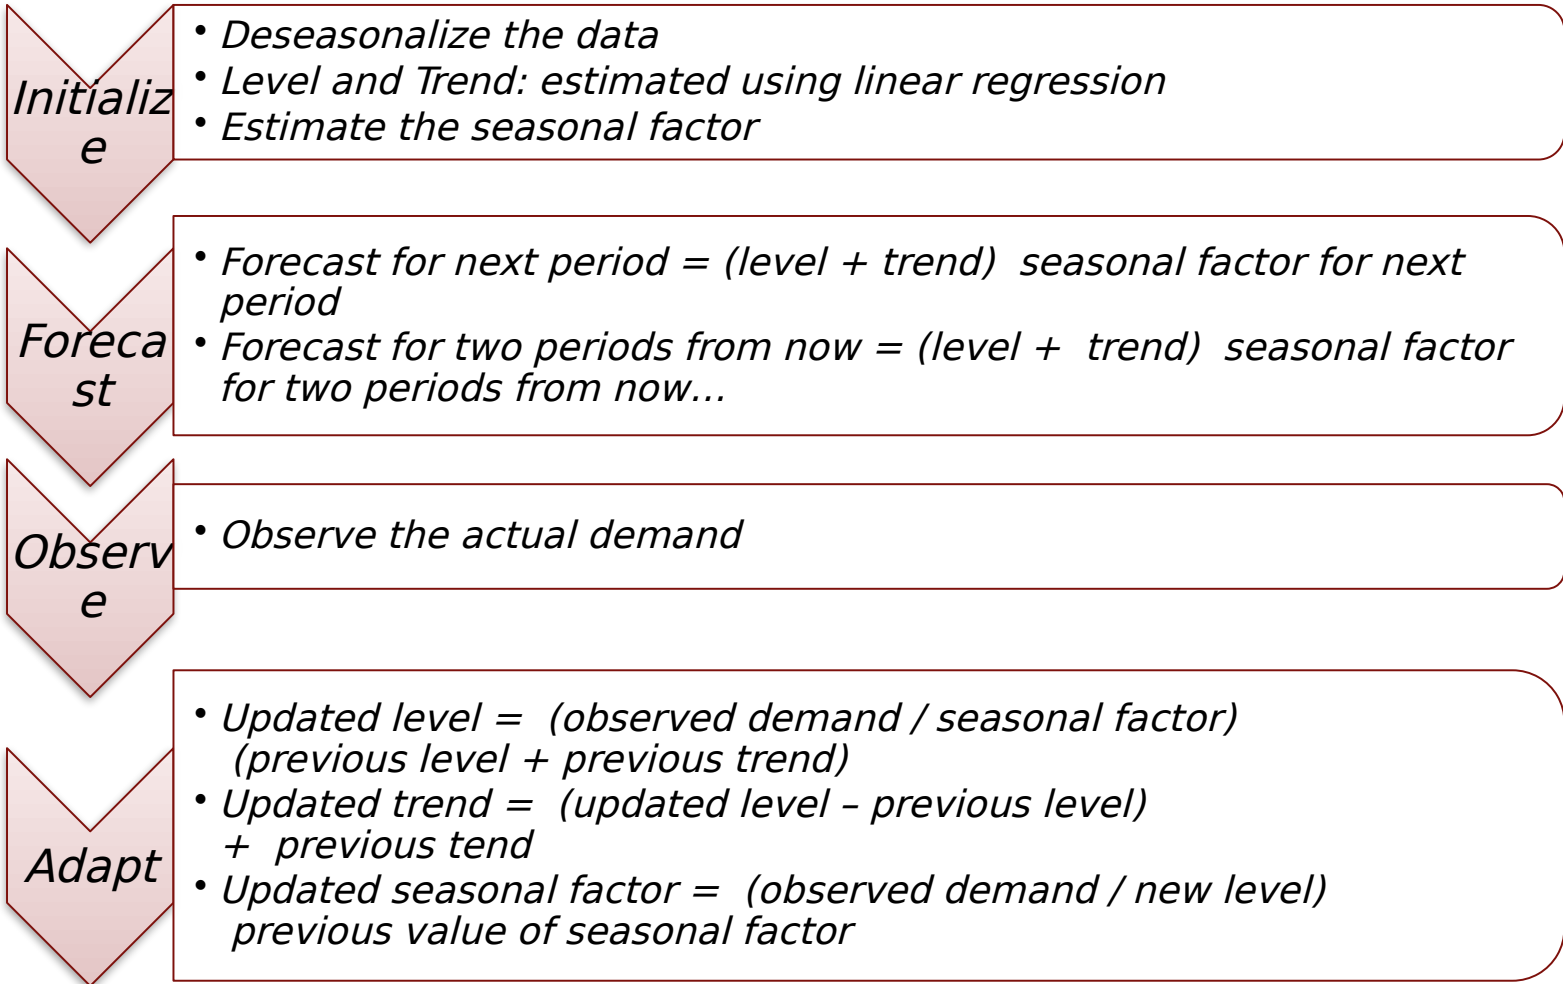 Initializ
e
• Deseasonalize the data
• Level and Trend: estimated using linear regression
• Estimate the seasonal factor
Foreca
st
• Forecast for next period = (level + trend)  seasonal factor for next
period
• Forecast for two periods from now = (level +  trend)  seasonal factor
for two periods from now…
Observ
e
• Observe the actual demand
Adapt
• Updated level =  (observed demand / seasonal factor)
(previous level + previous trend)
• Updated trend =  (updated level – previous level)
+  previous tend
• Updated seasonal factor =  (observed demand / new level)
previous value of seasonal factor